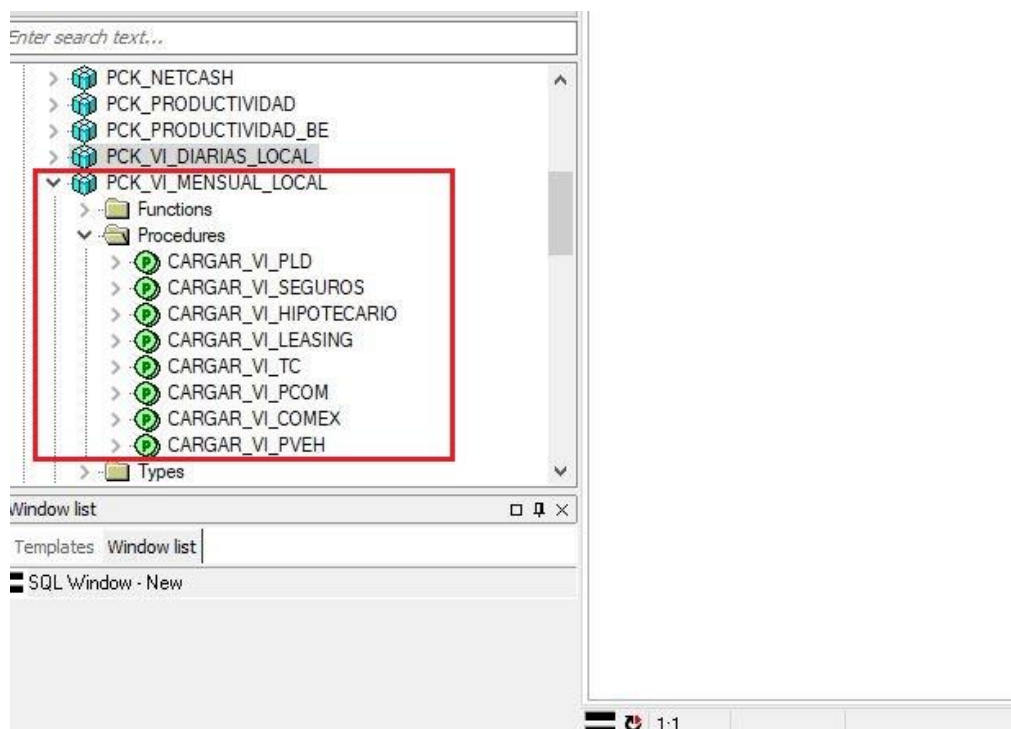 Enter search text...
PCK_NETCASH
PCK_PRODUCTIVIDAD
PCK_PRODUCTIVIDAD_BE
PCK_VI_DIARIAS_LOCAL
PCK_VI_MENSUAL_LOCAL
Functions
Procedures
CARGAR_VI_PLD
CARGAR_VI_SEGUROS
CARGAR_VI_HIPOTECARIO
CARGAR_VI_LEASING
CARGAR_VI_TC
CARGAR_VI_PCOM
CARGAR_VI_COMEX
CARGAR_VI_PVEH
Types
Window list
Templates Window list
SQL Window - New
1:1